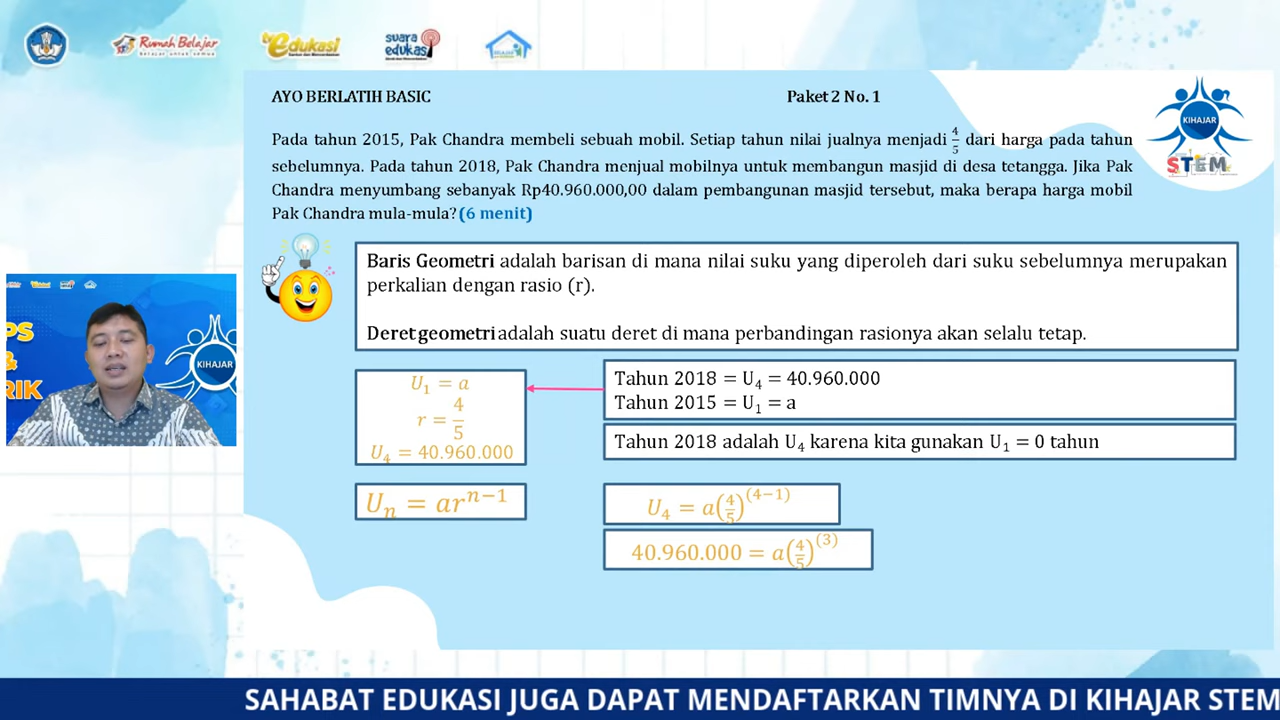 Rumah Belajar
Belajar untuk semua
tv edukasi
Santun dan Mencerdaskan
suara
edukasi
AYO BERLATIH BASIC
Paket 2 No. 1
Pada tahun 2015, Pak Chandra membeli sebuah mobil. Setiap tahun nilai jualnya menjadi 4/5 dari harga pada tahun
sebelumnya. Pada tahun 2018, Pak Chandra menjual mobilnya untuk membangun masjid di desa tetangga. Jika Pak
Chandra menyumbang sebanyak Rp40.960.000,00 dalam pembangunan masjid tersebut, maka berapa harga mobil
Pak Chandra mula-mula? (6 menit)
KIHAJAR
STEM
Baris Geometri adalah barisan di mana nilai suku yang diperoleh dari suku sebelumnya merupakan
perkalian dengan rasio (r).
Deret geometri adalah suatu deret di mana perbandingan rasionya akan selalu tetap.
U₁ = a
r = 4/5
U₄ = 40.960.000
Tahun 2018 = U₄ = 40.960.000
Tahun 2015 = U₁ = a
Tahun 2018 adalah U₄ karena kita gunakan U₁ = 0 tahun
Uₙ = arⁿ⁻¹
U₄ = a(4/5)⁽⁴⁻¹⁾
40.960.000 = a(4/5)⁽³⁾
PS
&
RIK
KIHAJAR
SAHABAT EDUKASI JUGA DAPAT MENDAFTARKAN TIMNYA DI KIHAJAR STEM